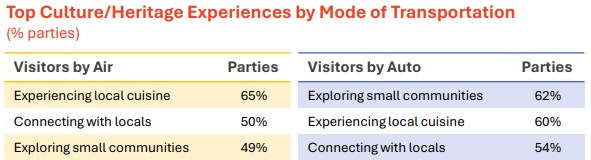 Top Culture/Heritage Experiences by Mode of Transportation
(% parties)
Visitors by Air Parties Visitors by Auto Parties
Experiencing local cuisine 65% Exploring small communities 62%
Connecting with locals 50% Experiencing local cuisine 60%
Exploring small communities 49% Connecting with locals 54%